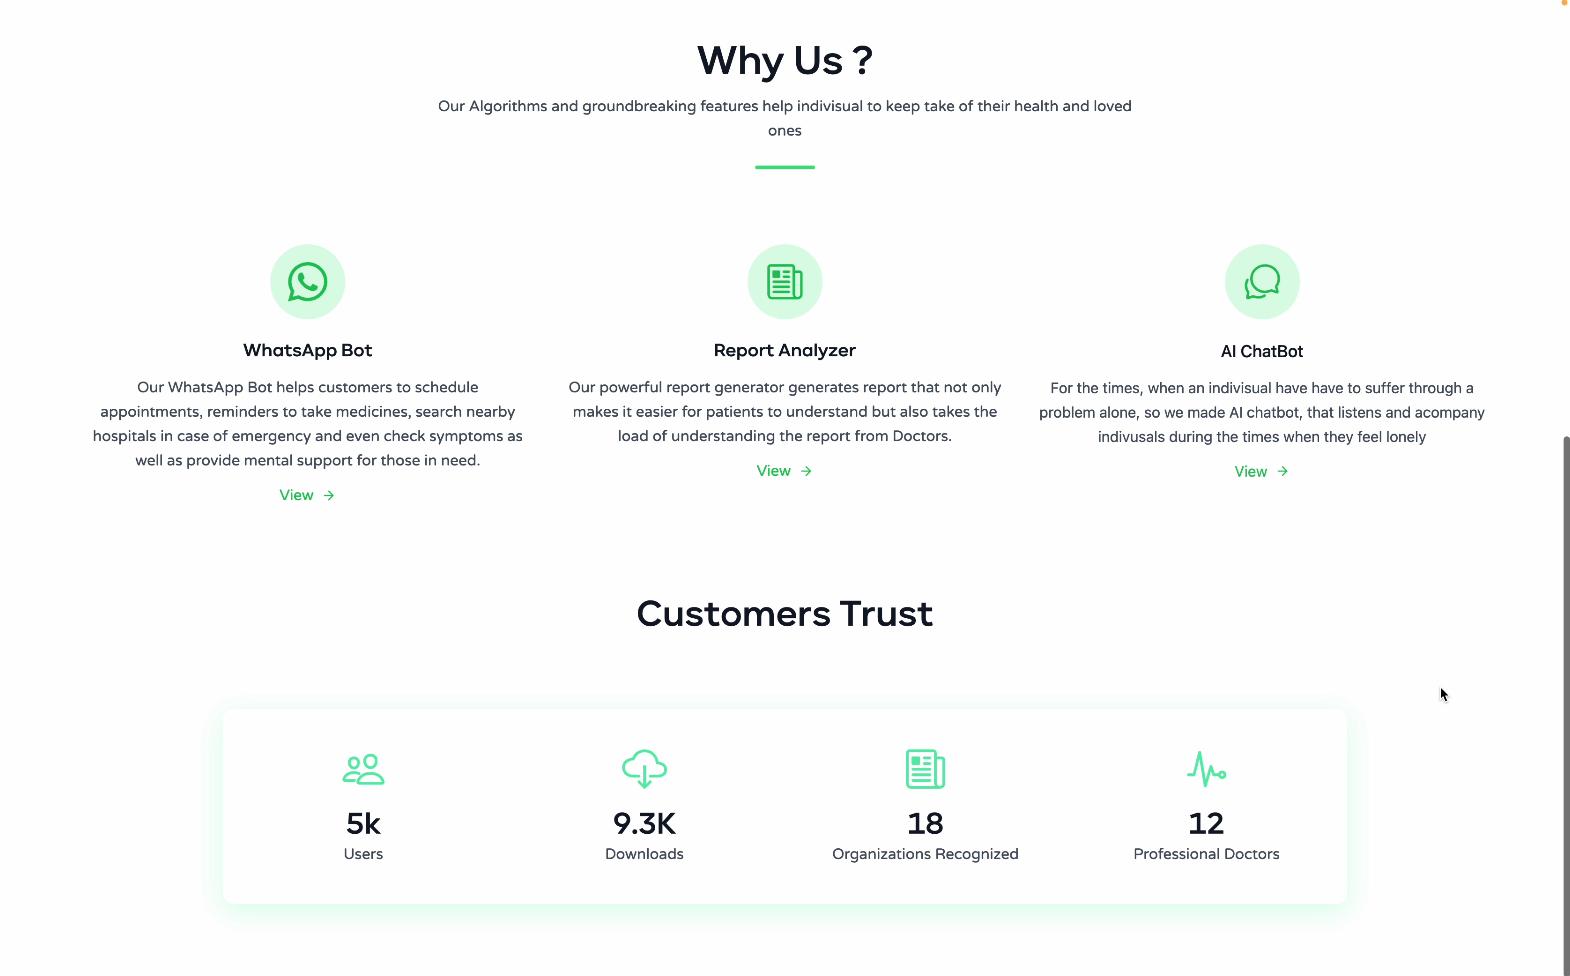 Why Us ?
Our Algorithms and groundbreaking features help indivisual to keep take of their health and loved
ones
WhatsApp Bot
Our WhatsApp Bot helps customers to schedule
appointments, reminders to take medicines, search nearby
hospitals in case of emergency and even check symptoms as
well as provide mental support for those in need.
View →
Report Analyzer
Our powerful report generator generates report that not only
makes it easier for patients to understand but also takes the
load of understanding the report from Doctors.
View →
AI ChatBot
For the times, when an indivisual have have to suffer through a
problem alone, so we made AI chatbot, that listens and acompany
indivusals during the times when they feel lonely
View →
Customers Trust
5k
Users
9.3K
Downloads
18
Organizations Recognized
12
Professional Doctors